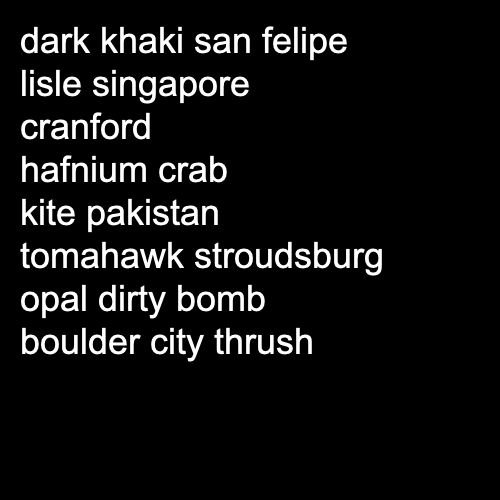 dark khaki san felipe
lisle singapore
cranford
hafnium crab
kite pakistan
tomahawk stroudsburg
opal dirty bomb
boulder city thrush